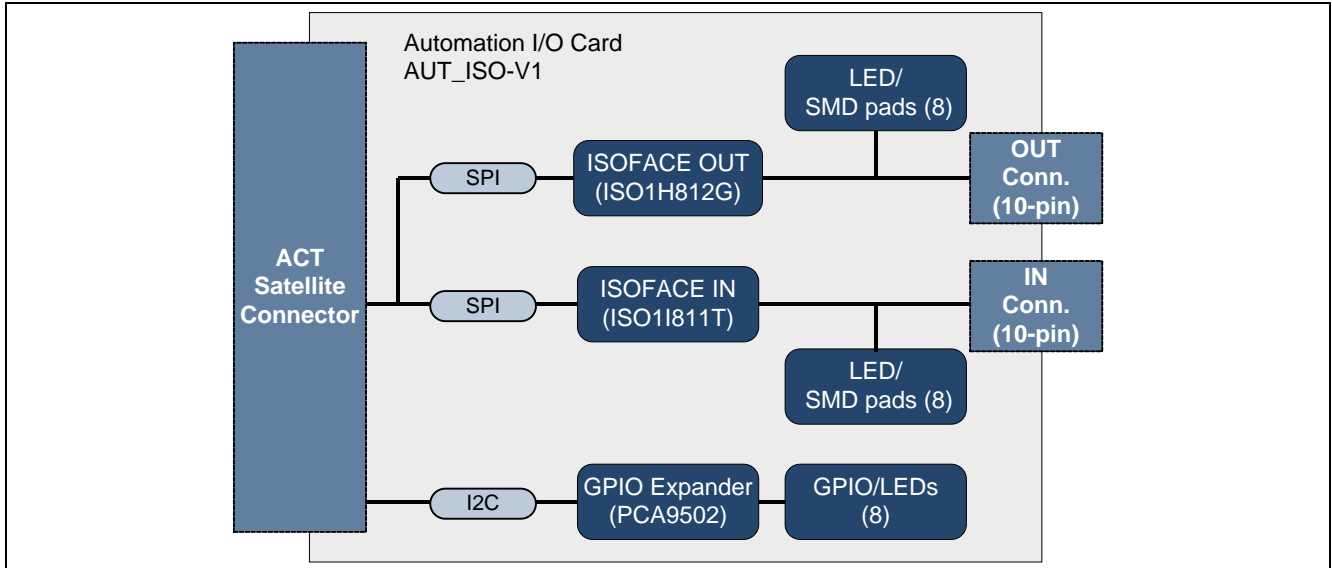 Automation I/O Card
AUT_ISO-V1
LED/
SMD pads (8)
ACT
Satellite
Connector
SPI
ISOFACE OUT
(ISO1H812G)
OUT
Conn.
(10-pin)
SPI
ISOFACE IN
(ISO1I811T)
IN
Conn.
(10-pin)
LED/
SMD pads (8)
I2C
GPIO Expander
(PCA9502)
GPIO/LEDs
(8)